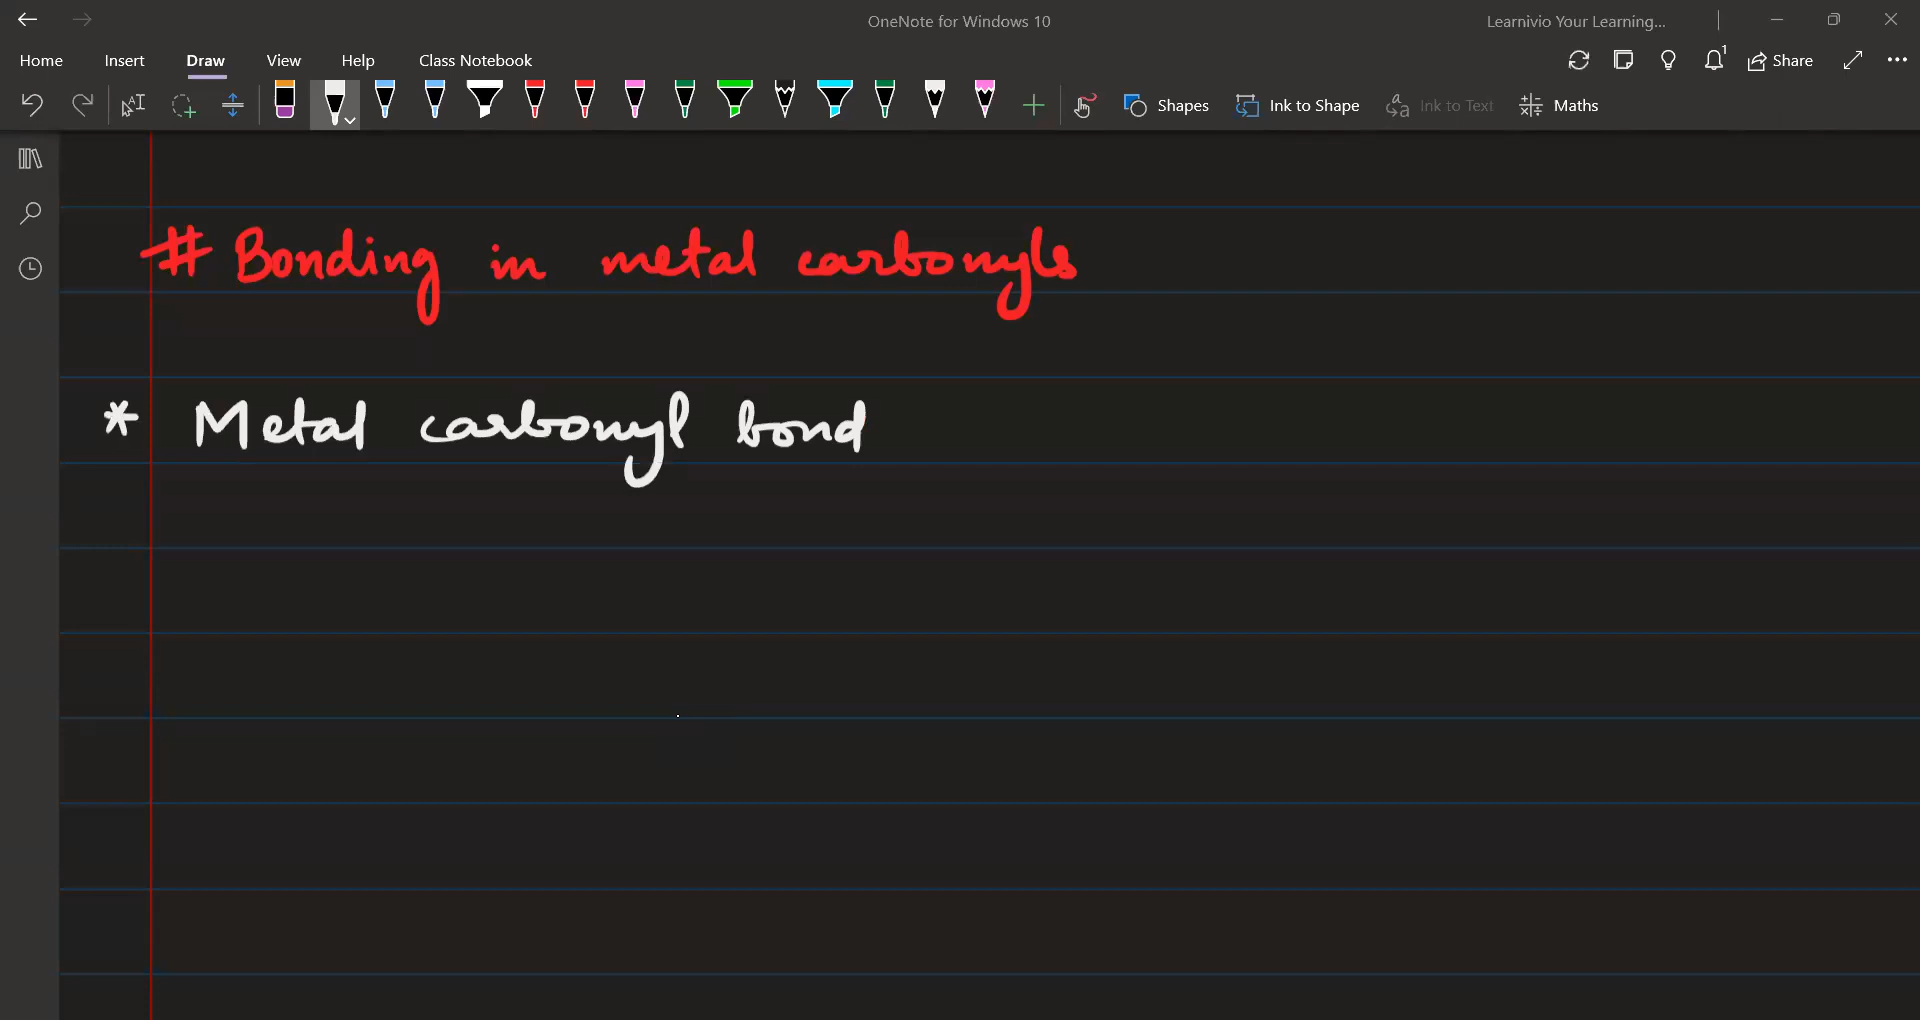 OneNote for Windows 10
Learnivio Your Learning...
Home Insert Draw View Help Class Notebook
1
Share
Shapes Ink to Shape Ink to Text Maths
# Bonding in metal carbonyls
* Metal carbonyl bond